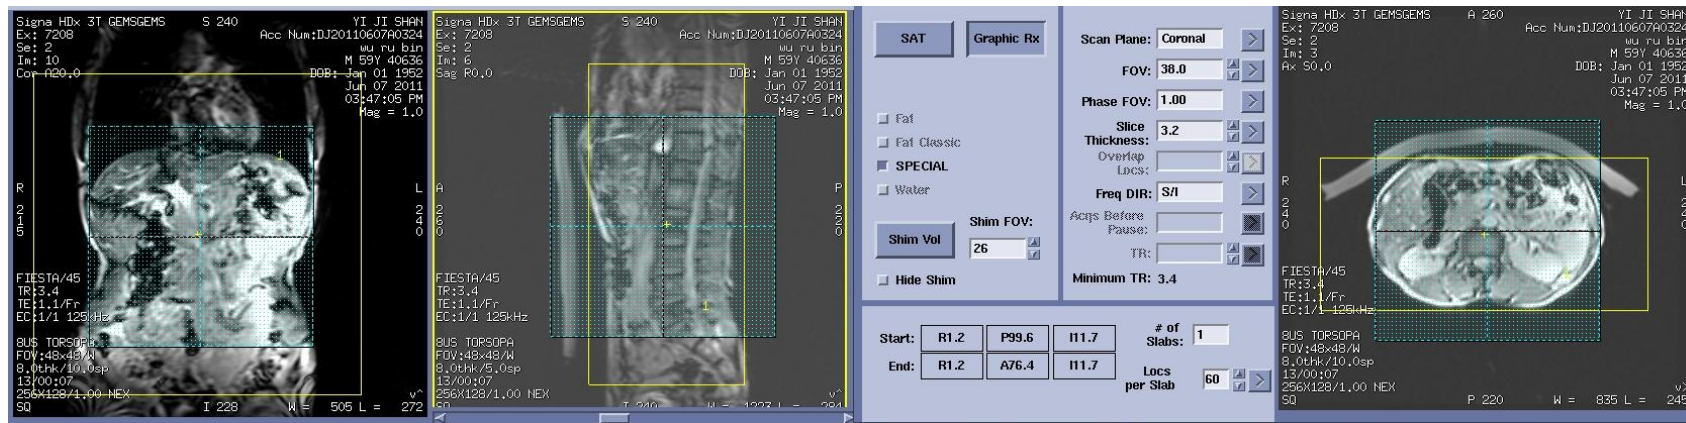 Signa HDx 3T GEMSGEMS
S 240
YI JI SHAN
Ex: 7208
Acc Num:DJ20110607A0324
Se: 2
wu ru bin
Im: 10
M 59Y 40636
Cor A20.0
DOB: Jan 01 1952
Jun 07 2011
03:47:05 PM
Mag = 1.0
R
215
L
240
FIESTA/45
TR:3.4
TE:1.1/Fr
EC:1/1 125kHz
8US TORSOPA
FOV:48x48/W
8.0thk/10.0sp
13/00:07
256X128/1.00 NEX
v^
SQ
I 228
W = 505 L = 272
Signa HDx 3T GEMSGEMS
S 240
YI JI SHAN
Ex: 7208
Acc Num:DJ20110607A0324
Se: 2
wu ru bin
Im: 6
M 59Y 40636
Sag R0.0
DOB: Jan 01 1952
Jun 07 2011
03:47:05 PM
Mag = 1.0
A
P
220
FIESTA/45
TR:3.4
TE:1.1/Fr
EC:1/1 125kHz
1
8US TORSOPA
FOV:48x48/W
8.0thk/5.0sp
13/00:07
256X128/1.00 NEX
v^
SQ
SAT
Graphic Rx
Fat
Fat Classic
SPECIAL
Water
Shim Vol
Shim FOV:
26
Hide Shim
Scan Plane: Coronal
FOV: 38.0
Phase FOV: 1.00
Slice Thickness: 3.2
Overlap Locs:
Freq DIR: S/I
Acqs Before Pause:
TR:
Minimum TR: 3.4
Start: R1.2 P99.6 I11.7
End: R1.2 A76.4 I11.7
# of Slabs: 1
Locs per Slab 60
Signa HDx 3T GEMSGEMS
A 260
YI JI SHAN
Ex: 7208
Acc Num:DJ20110607A0324
Se: 2
wu ru bin
Im: 3
M 59Y 40636
Ax S0.0
DOB: Jan 01 1952
Jun 07 2011
03:47:05 PM
Mag = 1.0
R
240
L
240
FIESTA/45
TR:3.4
TE:1.1/Fr
EC:1/1 125kHz
8US TORSOPA
FOV:48x48/W
8.0thk/10.0sp
13/00:07
256X128/1.00 NEX
SQ
P 220
W = 835 L = 245